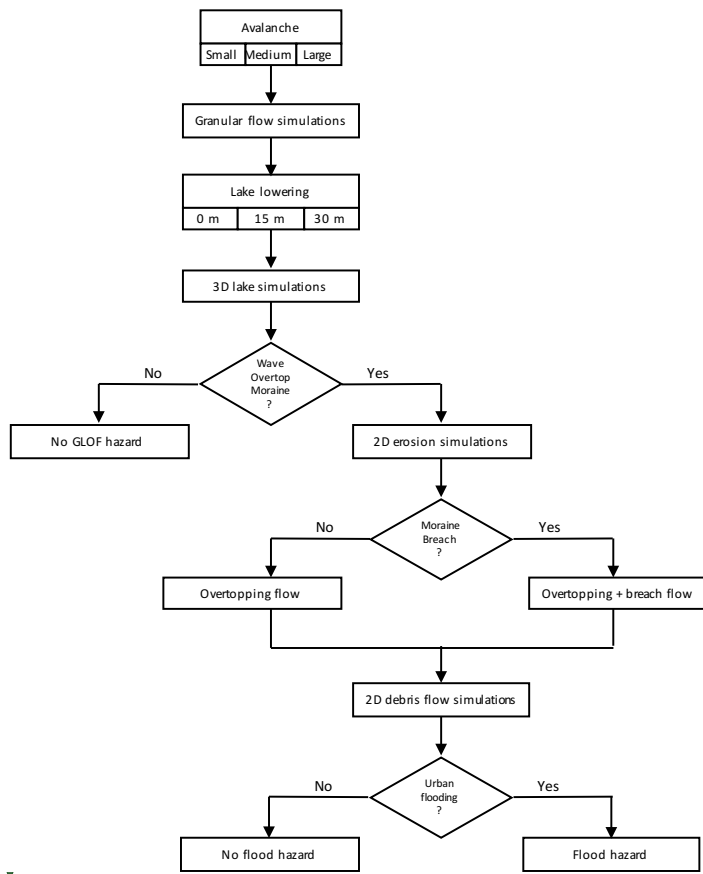 Avalanche
Small Medium Large
Granular flow simulations
Lake lowering
0 m 15 m 30 m
3D lake simulations
Wave
Overtop
Moraine
?
No
Yes
No GLOF hazard
2D erosion simulations
Moraine
Breach
?
No
Yes
Overtopping flow
Overtopping + breach flow
2D debris flow simulations
Urban
flooding
?
No
Yes
No flood hazard
Flood hazard